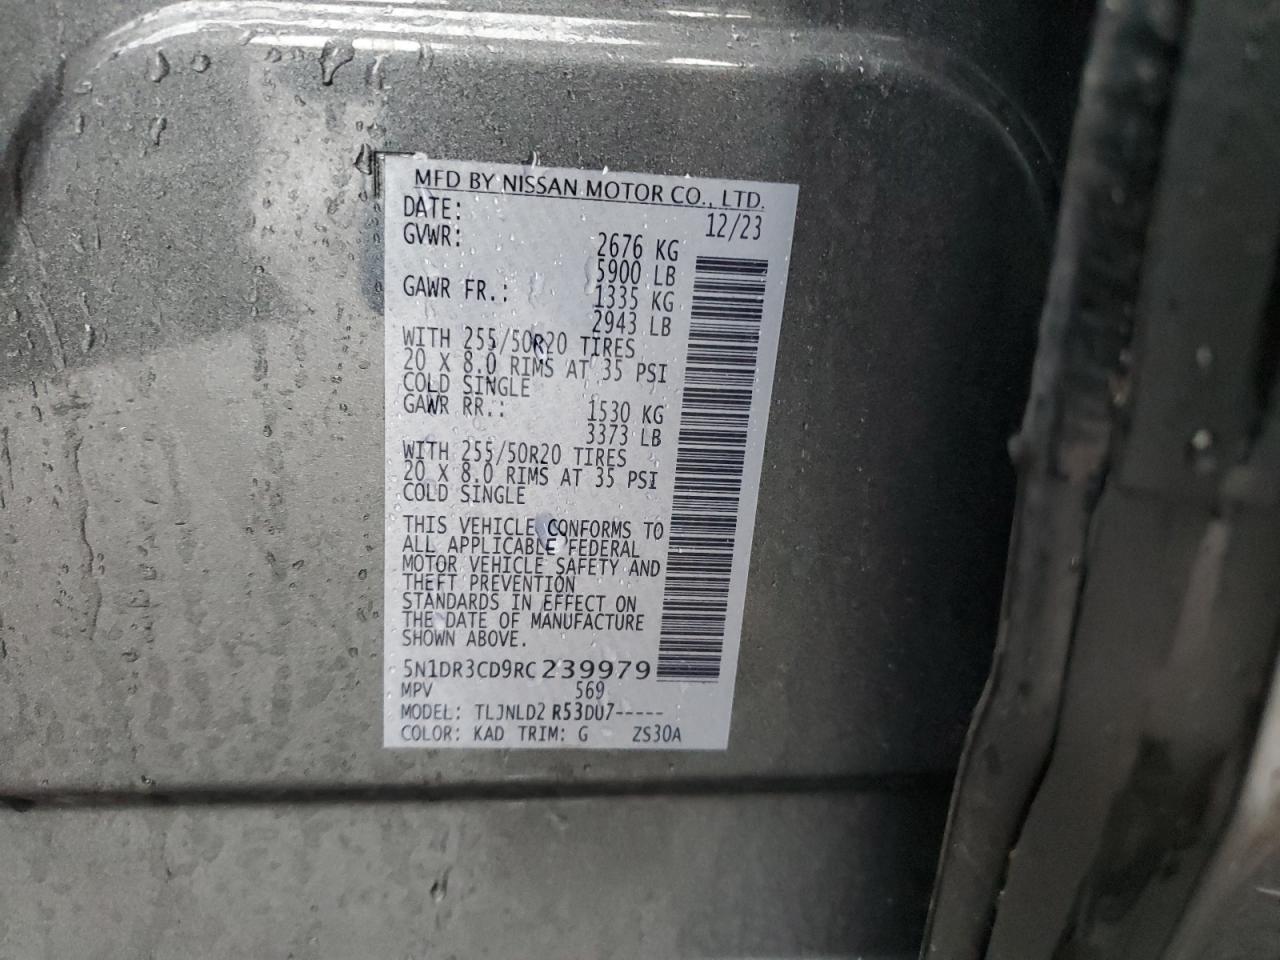 MFD BY NISSAN MOTOR CO., LTD.
DATE: 12/23
GVWR: 2676 KG
5900 LB
GAWR FR.: 1335 KG
2943 LB
WITH 255/50R20 TIRES
20 X 8.0 RIMS AT 35 PSI
COLD SINGLE
GAWR RR.: 1530 KG
3373 LB
WITH 255/50R20 TIRES
20 X 8.0 RIMS AT 35 PSI
COLD SINGLE
THIS VEHICLE CONFORMS TO
ALL APPLICABLE FEDERAL
MOTOR VEHICLE SAFETY AND
THEFT PREVENTION
STANDARDS IN EFFECT ON
THE DATE OF MANUFACTURE
SHOWN ABOVE.
5N1DR3CD9RC239979
MPV 569
MODEL: TLJNLD2 R53DU7-----
COLOR: KAD TRIM: G ZS30A